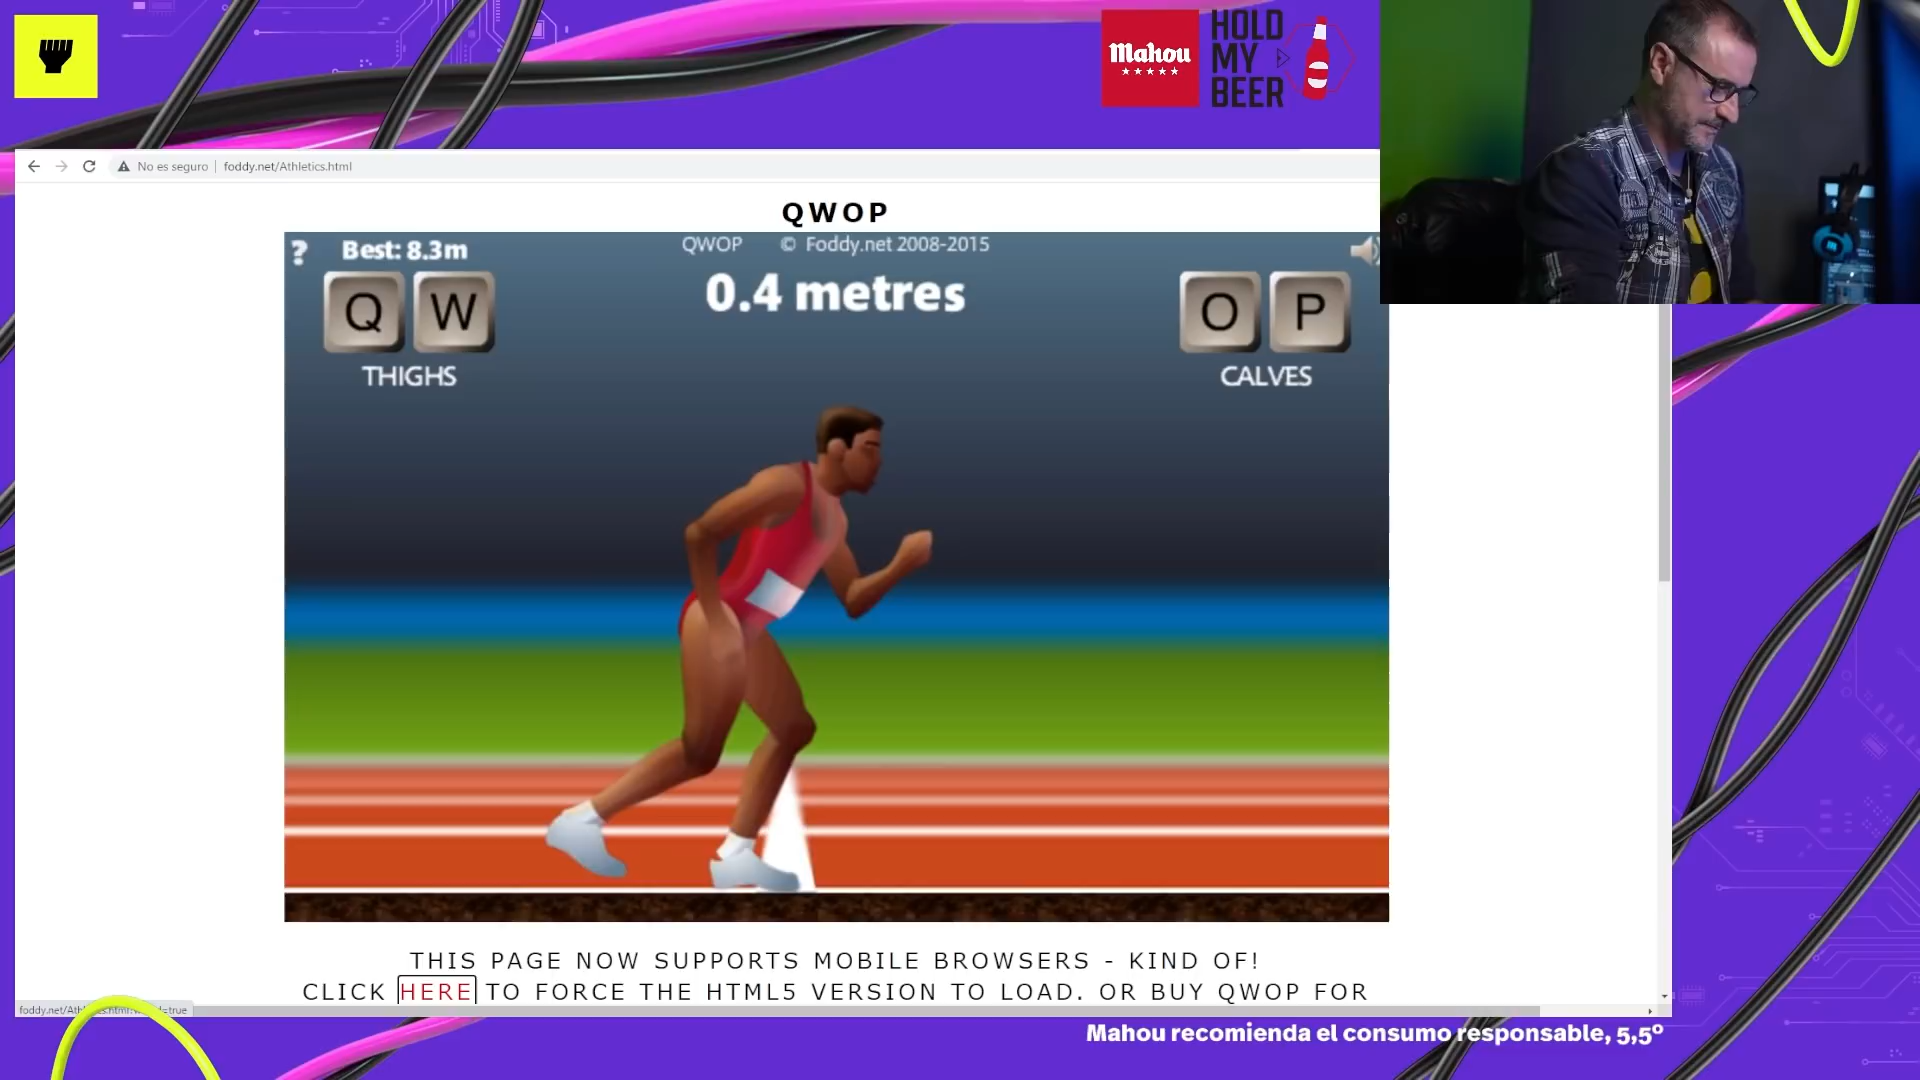 Mahou
HOLD
MY
BEER
No es seguro
foddy.net/Athletics.html
QWOP
? Best: 8.3m
QWOP © Foddy.net 2008-2015
0.4 metres
Q W
O P
THIGHS
CALVES
THIS PAGE NOW SUPPORTS MOBILE BROWSERS - KIND OF!
CLICK HERE TO FORCE THE HTML5 VERSION TO LOAD. OR BUY QWOP FOR
Mahou recomienda el consumo responsable, 5,5º